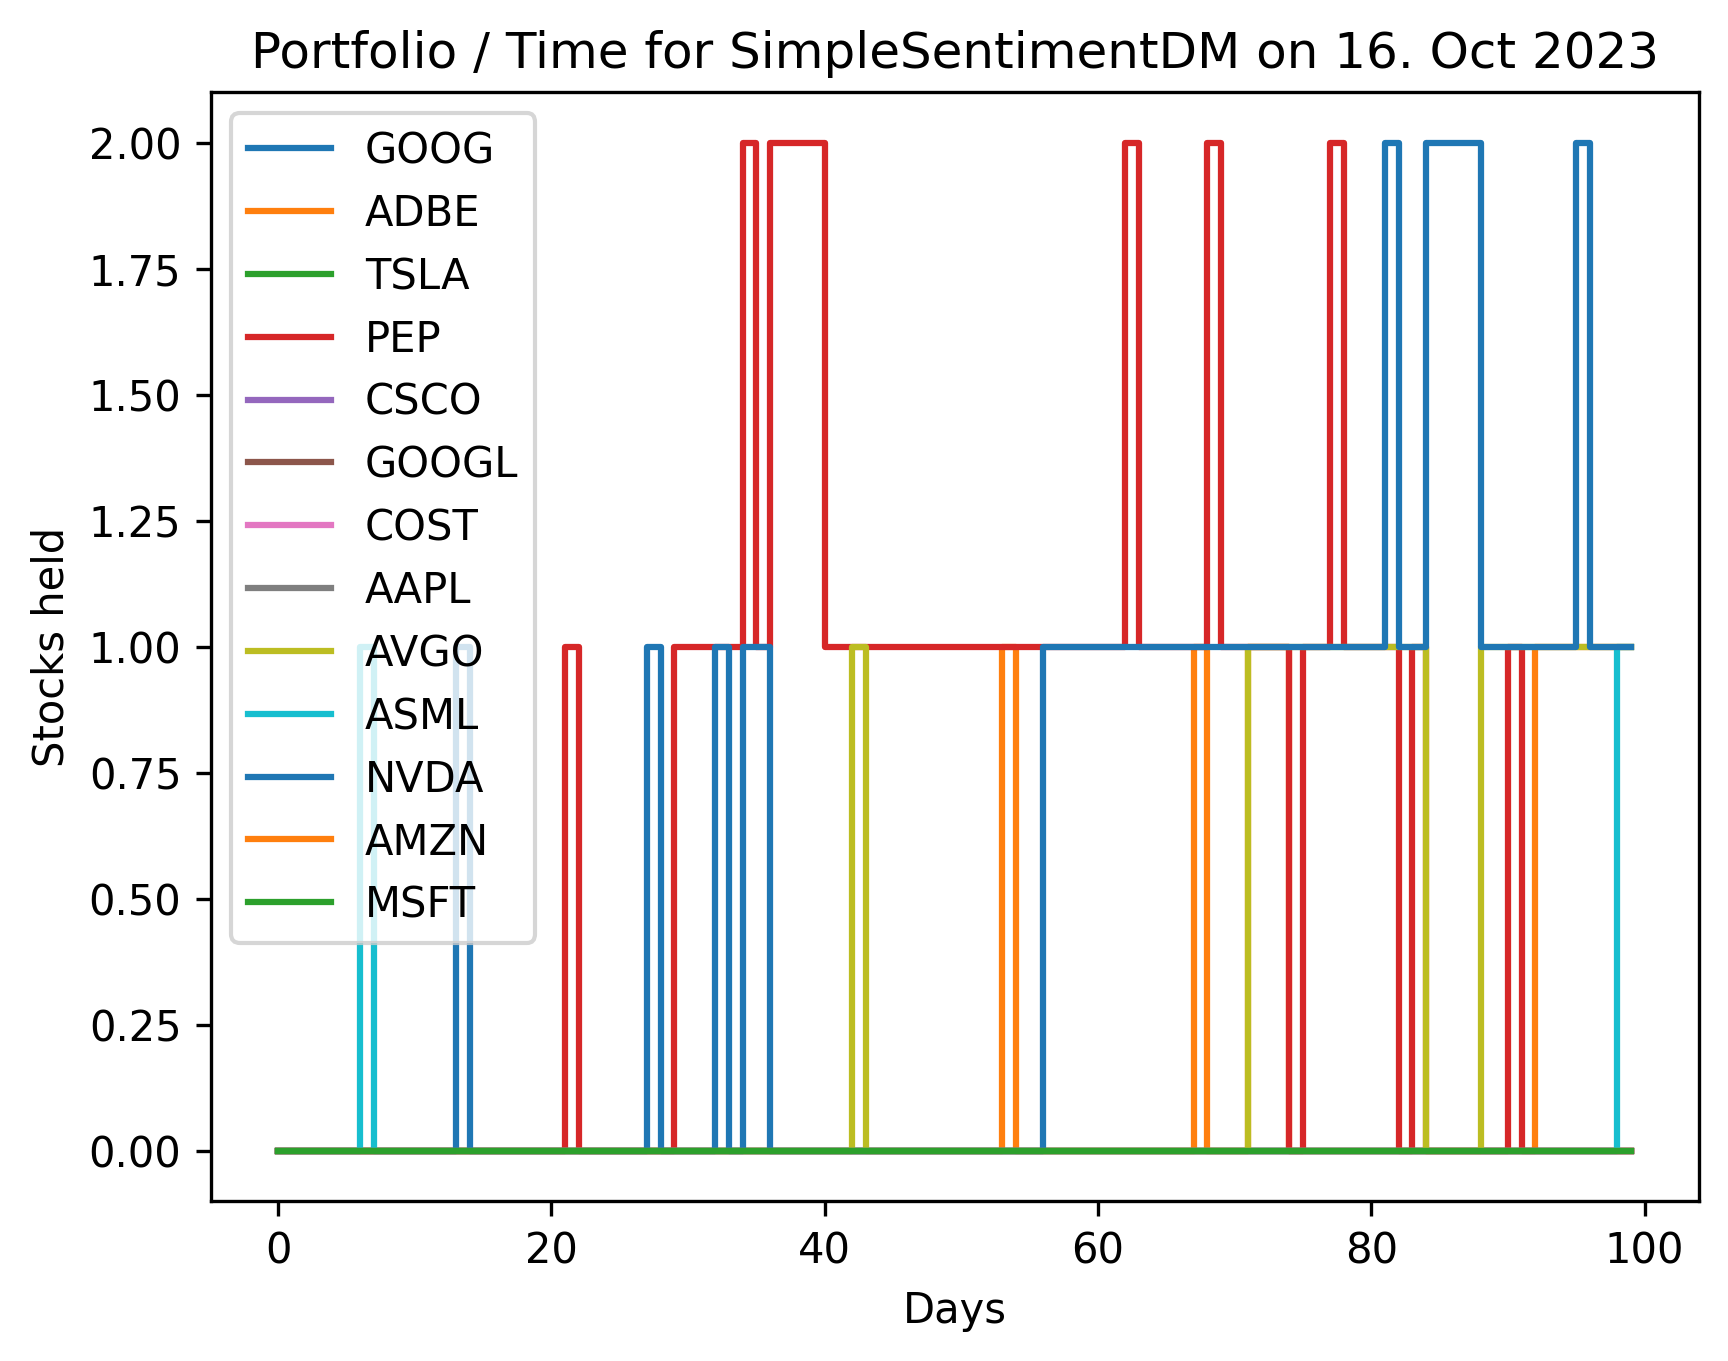 Portfolio / Time for SimpleSentimentDM on 16. Oct 2023
2.00
1.75
1.50
1.25
1.00
0.75
0.50
0.25
0.00
Stocks held
GOOG
ADBE
TSLA
PEP
CSCO
GOOGL
COST
AAPL
AVGO
ASML
NVDA
AMZN
MSFT
0 20 40 60 80 100
Days